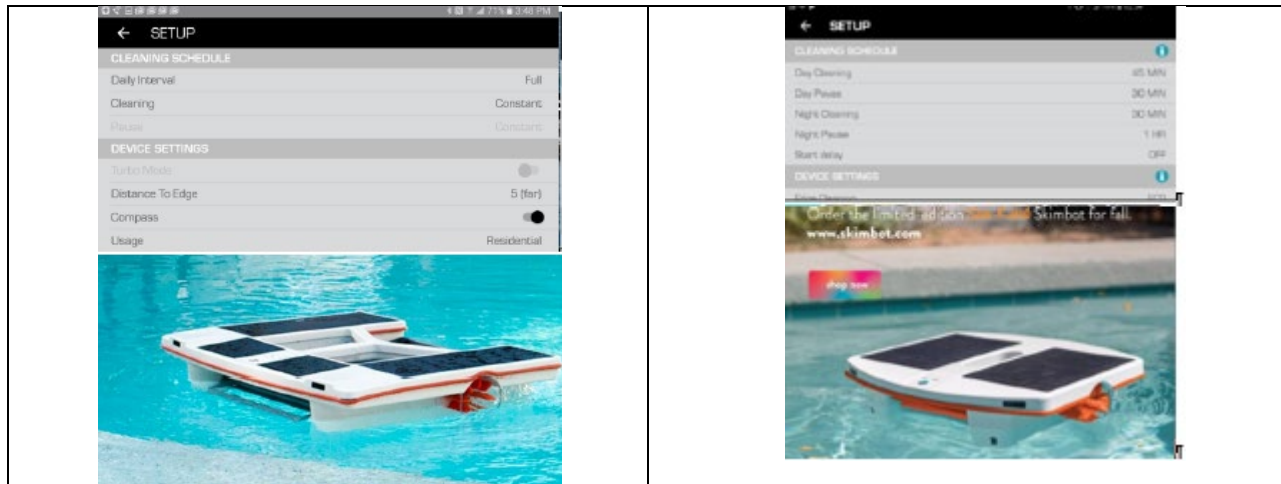 3:48 PM
← SETUP
CLEANING SCHEDULE
Daily Interval Full
Cleaning Constant
Pause Constant
DEVICE SETTINGS
Turbo Mode
Distance To Edge 5 (far)
Compass
Usage Residential
← SETUP
CLEANING SCHEDULE
Day Cleaning 45 MIN
Day Pause 30 MIN
Night Cleaning 30 MIN
Night Pause 1 HR
Start delay OFF
DEVICE SETTINGS
Order the limited-edition Skimbot for fall.
www.skimbot.com
shop now